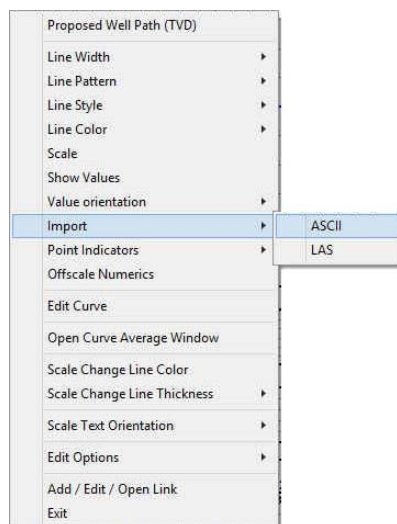 Proposed Well Path (TVD)
Line Width
Line Pattern
Line Style
Line Color
Scale
Show Values
Value orientation
Import
ASCII
Point Indicators
LAS
Offscale Numerics
Edit Curve
Open Curve Average Window
Scale Change Line Color
Scale Change Line Thickness
Scale Text Orientation
Edit Options
Add / Edit / Open Link
Exit